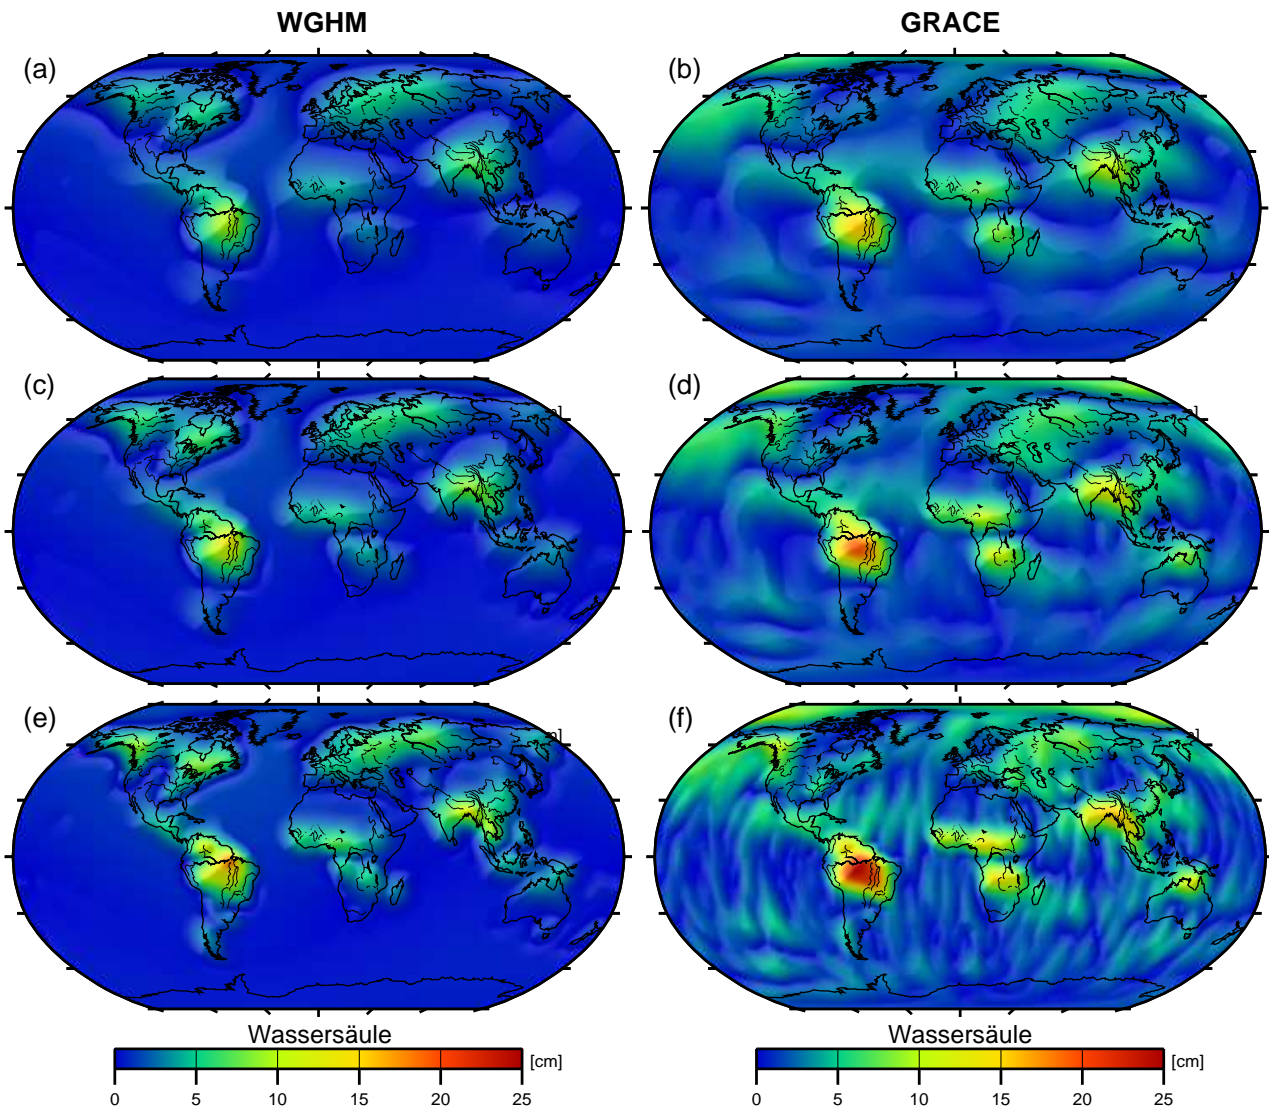 WGHM GRACE
(a) (b)
(c) (d)
(e) (f)
Wassersäule Wassersäule
[cm] [cm]
0 5 10 15 20 25 0 5 10 15 20 25